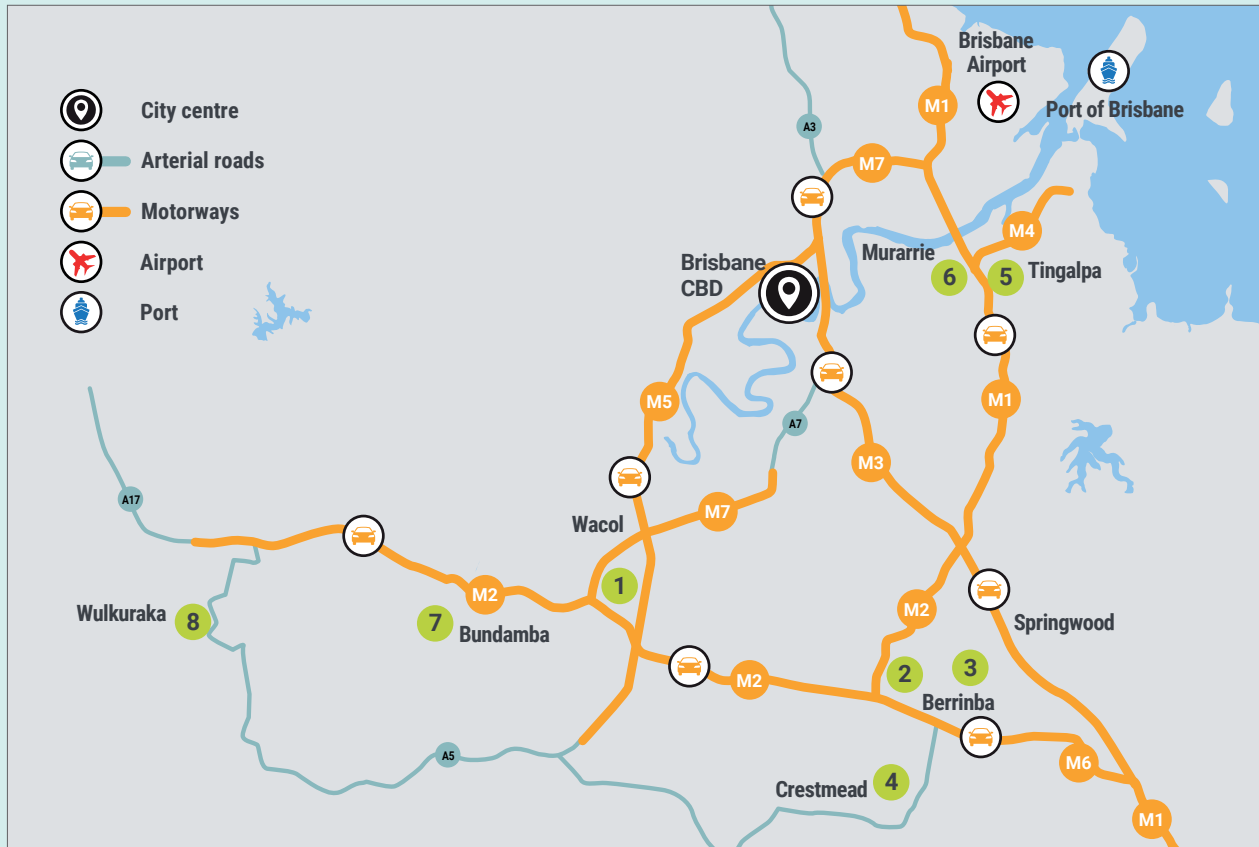 City centre
Arterial roads
Motorways
Airport
Port
Brisbane
Airport
Port of Brisbane
M1
A3
M7
M4
Murarrie
6
5
Tingalpa
Brisbane
CBD
M5
M1
A7
M3
A17
M7
Wacol
1
M2
M2
Wulkuraka
8
7
Bundamba
Springwood
2
3
M2
Berrinba
A5
M6
Crestmead
4
M1